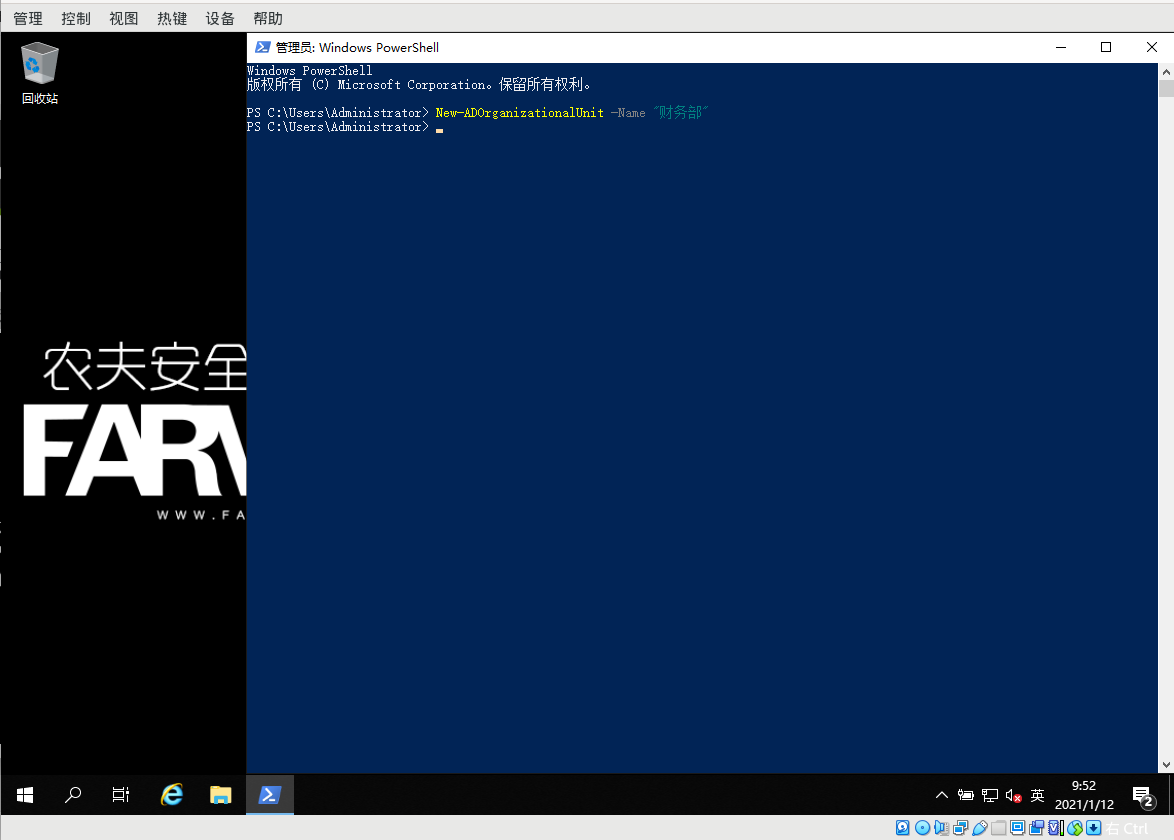 管理 控制 视图 热键 设备 帮助
回收站
管理员: Windows PowerShell
Windows PowerShell
版权所有 (C) Microsoft Corporation。保留所有权利。
PS C:\Users\Administrator> New-ADOrganizationalUnit -Name "财务部"
PS C:\Users\Administrator>
农夫安全
FARM
WWW.FA
英
9:52
2021/1/12
2
右 Ctrl